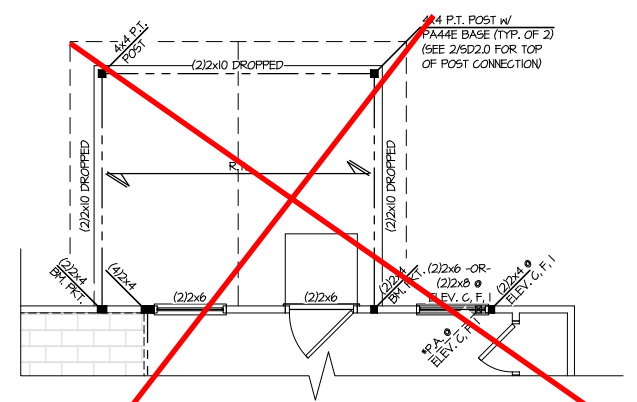 4x4 P.T.
POST
4x4 P.T. POST w/
PA44E BASE (TYP. OF 2)
(SEE 2/SD2.0 FOR TOP
OF POST CONNECTION)
(2)2x10 DROPPED
(2)2x10 DROPPED
(2)2x10 DROPPED
(2)2x4
BM. PKT.
(4)2x4
(2)2x6
(2)2x6
(2)2x4
BM. PKT.
(2)2x6 -OR-
(2)2x8 @
ELEV. C, F, I
(2)2x4 @
ELEV. C, F, I
*P.A. @
ELEV. C, F, I